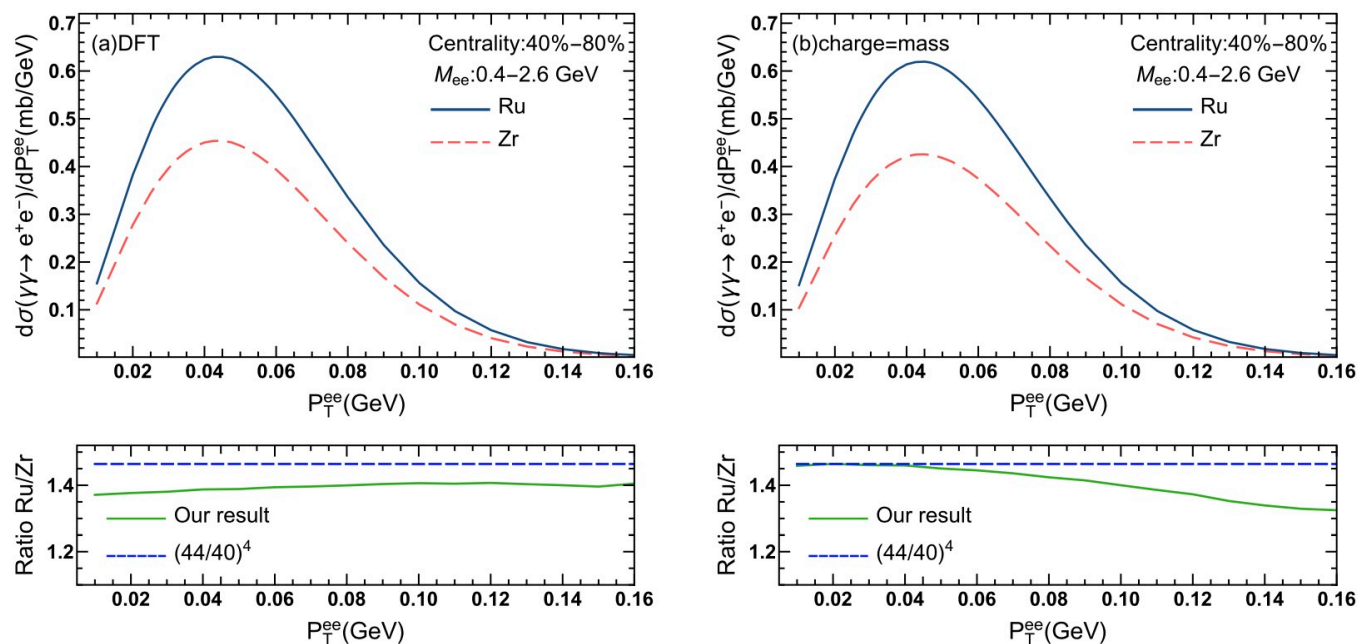 (a)DFT
Centrality:40%−80%
Mee:0.4−2.6 GeV
Ru
Zr
dσ(γγ→ e⁺e⁻)/dP_T^ee(mb/GeV)
0.7
0.6
0.5
0.4
0.3
0.2
0.1
0.02 0.04 0.06 0.08 0.10 0.12 0.14 0.16
P_T^ee(GeV)
Ratio Ru/Zr
1.4
1.2
Our result
(44/40)⁴
0.02 0.04 0.06 0.08 0.10 0.12 0.14 0.16
P_T^ee(GeV)
(b)charge=mass
Centrality:40%−80%
Mee:0.4−2.6 GeV
Ru
Zr
dσ(γγ→ e⁺e⁻)/dP_T^ee(mb/GeV)
0.7
0.6
0.5
0.4
0.3
0.2
0.1
0.02 0.04 0.06 0.08 0.10 0.12 0.14 0.16
P_T^ee(GeV)
Ratio Ru/Zr
1.4
1.2
Our result
(44/40)⁴
0.02 0.04 0.06 0.08 0.10 0.12 0.14 0.16
P_T^ee(GeV)